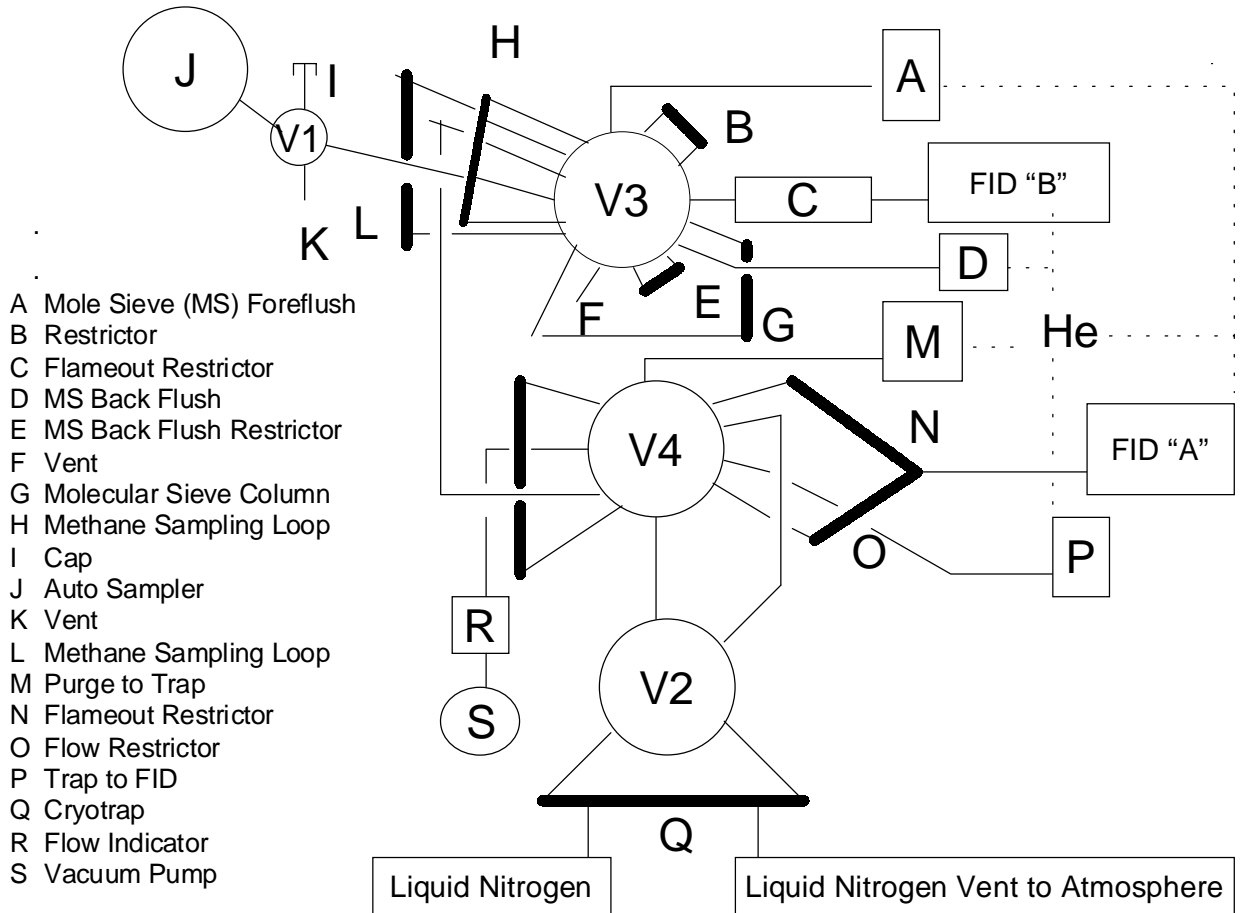 H
J
I
A
V1
B
V3
C
FID “B”
K
L
D
E
F
G
M
He
A Mole Sieve (MS) Foreflush
B Restrictor
C Flameout Restrictor
D MS Back Flush
E MS Back Flush Restrictor
F Vent
G Molecular Sieve Column
H Methane Sampling Loop
I Cap
J Auto Sampler
K Vent
L Methane Sampling Loop
M Purge to Trap
N Flameout Restrictor
O Flow Restrictor
P Trap to FID
Q Cryotrap
R Flow Indicator
S Vacuum Pump
V4
N
FID “A”
O
P
R
V2
S
Q
Liquid Nitrogen
Liquid Nitrogen Vent to Atmosphere